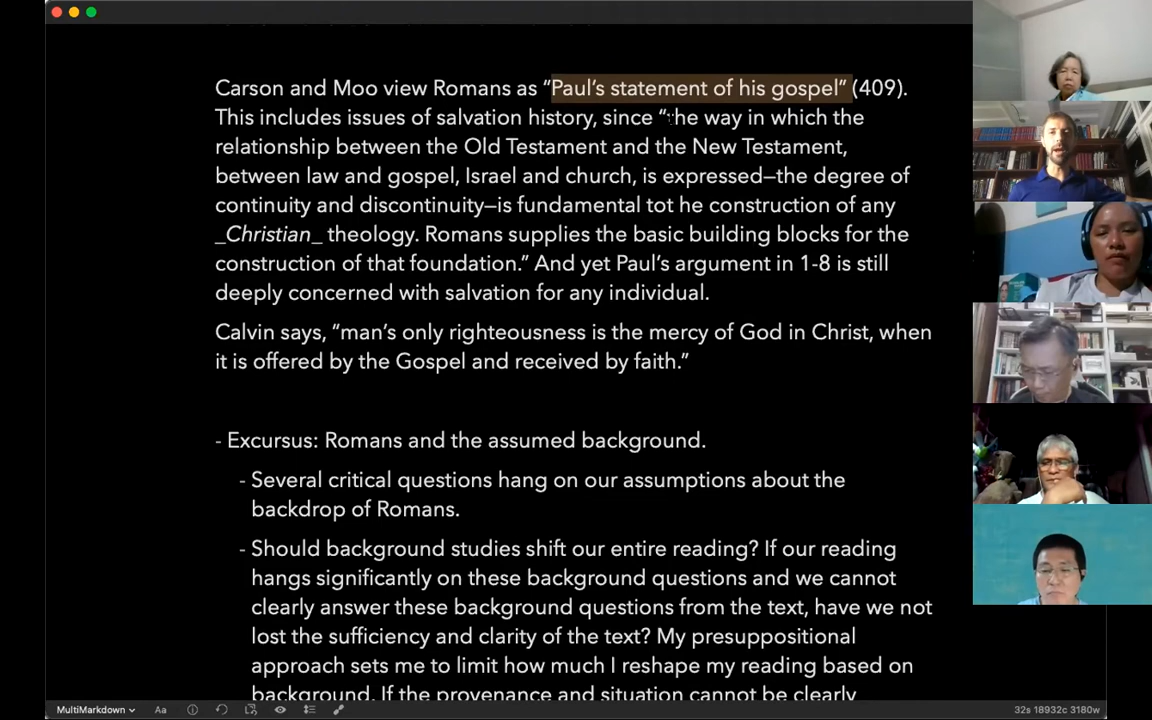 Carson and Moo view Romans as “Paul’s statement of his gospel” (409).
This includes issues of salvation history, since “the way in which the
relationship between the Old Testament and the New Testament,
between law and gospel, Israel and church, is expressed—the degree of
continuity and discontinuity—is fundamental tot he construction of any
_Christian_ theology. Romans supplies the basic building blocks for the
construction of that foundation.” And yet Paul’s argument in 1-8 is still
deeply concerned with salvation for any individual.
Calvin says, “man’s only righteousness is the mercy of God in Christ, when
it is offered by the Gospel and received by faith.”
- Excursus: Romans and the assumed background.
- Several critical questions hang on our assumptions about the
backdrop of Romans.
- Should background studies shift our entire reading? If our reading
hangs significantly on these background questions and we cannot
clearly answer these background questions from the text, have we not
lost the sufficiency and clarity of the text? My presuppositional
approach sets me to limit how much I reshape my reading based on
background. If the provenance and situation cannot be clearly
MultiMarkdown Aa 32s 18932c 3180w